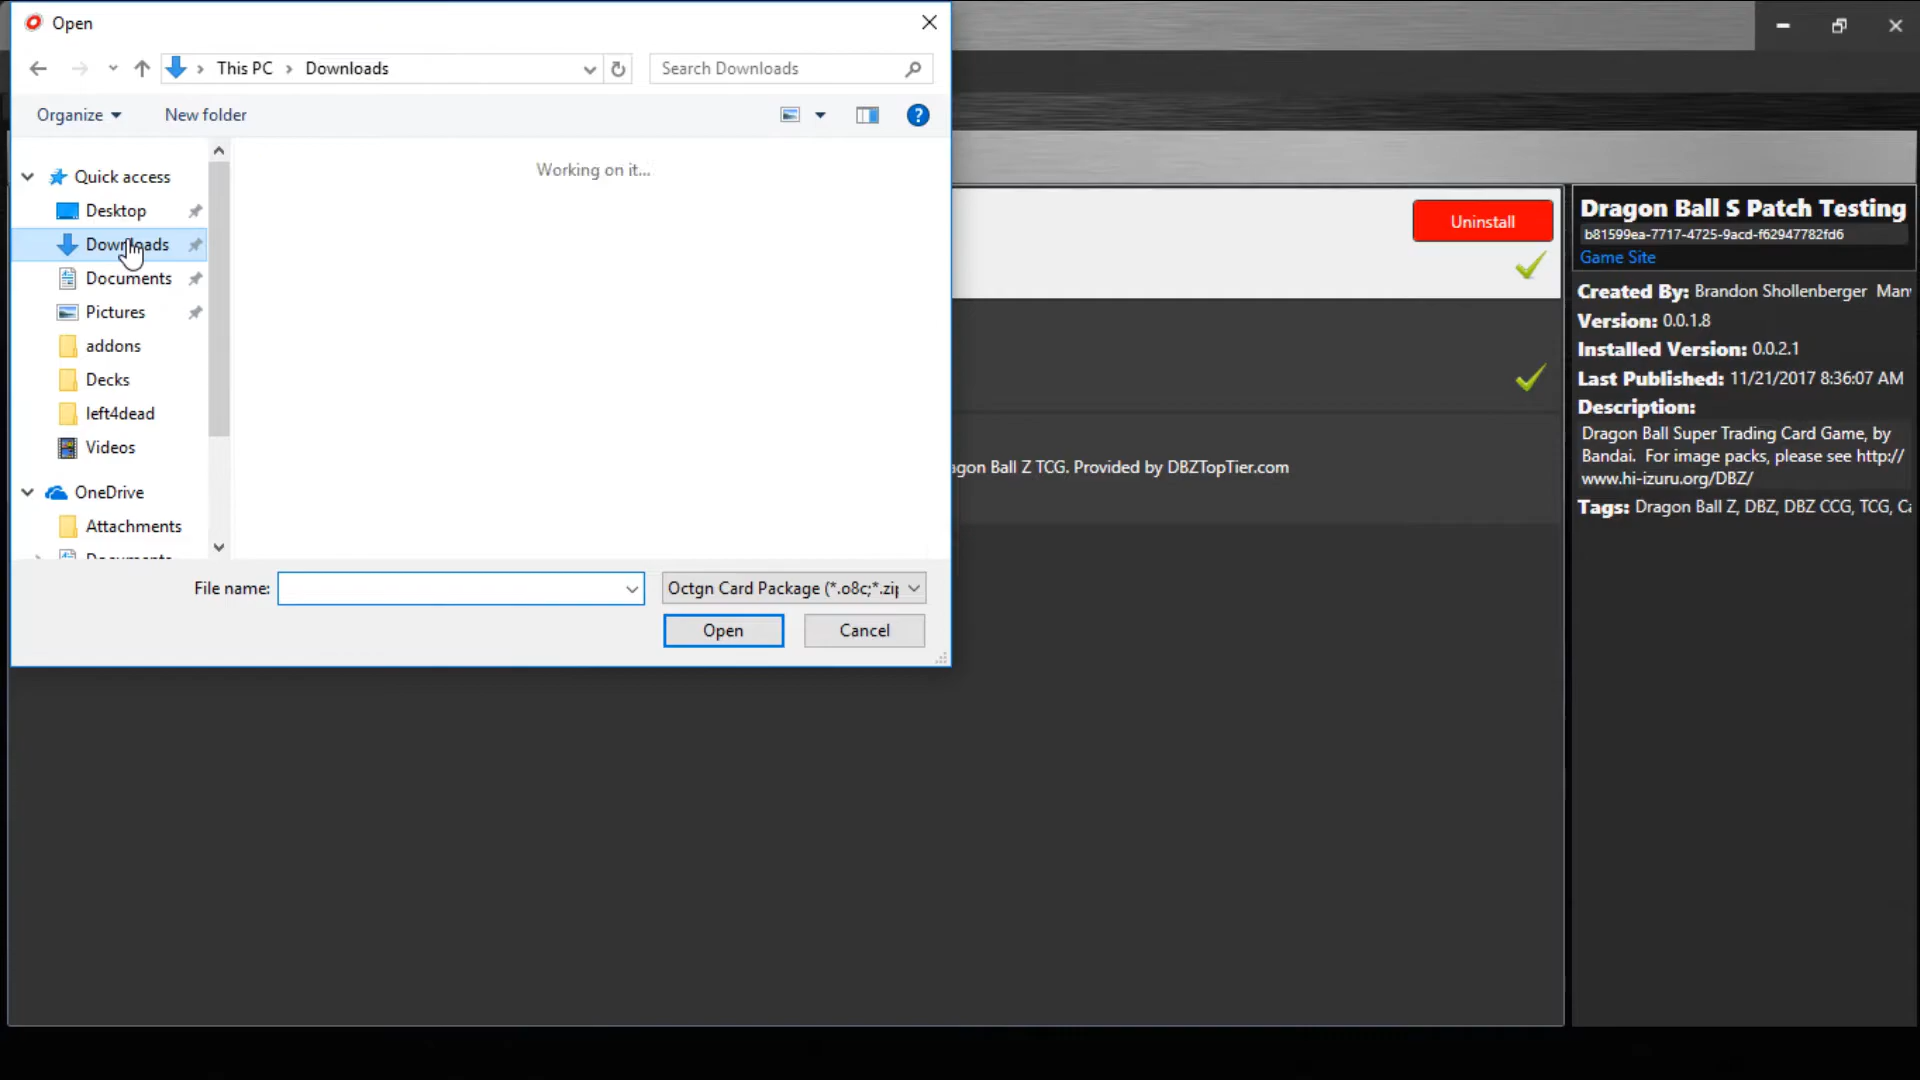 Open
This PC
Downloads
Search Downloads
Organize
New folder
Quick access
Desktop
Downloads
Documents
Pictures
addons
Decks
left4dead
Videos
OneDrive
Attachments
Documents
Working on it...
File name:
Octgn Card Package (*.o8c;*.zip
Open
Cancel
Uninstall
agon Ball Z TCG. Provided by DBZTopTier.com
Dragon Ball S Patch Testing
b81599ea-7717-4725-9acd-f62947782fd6
Game Site
Created By: Brandon Shollenberger Man
Version: 0.0.1.8
Installed Version: 0.0.2.1
Last Published: 11/21/2017 8:36:07 AM
Description:
Dragon Ball Super Trading Card Game, by
Bandai. For image packs, please see http://
www.hi-izuru.org/DBZ/
Tags: Dragon Ball Z, DBZ, DBZ CCG, TCG, Ca